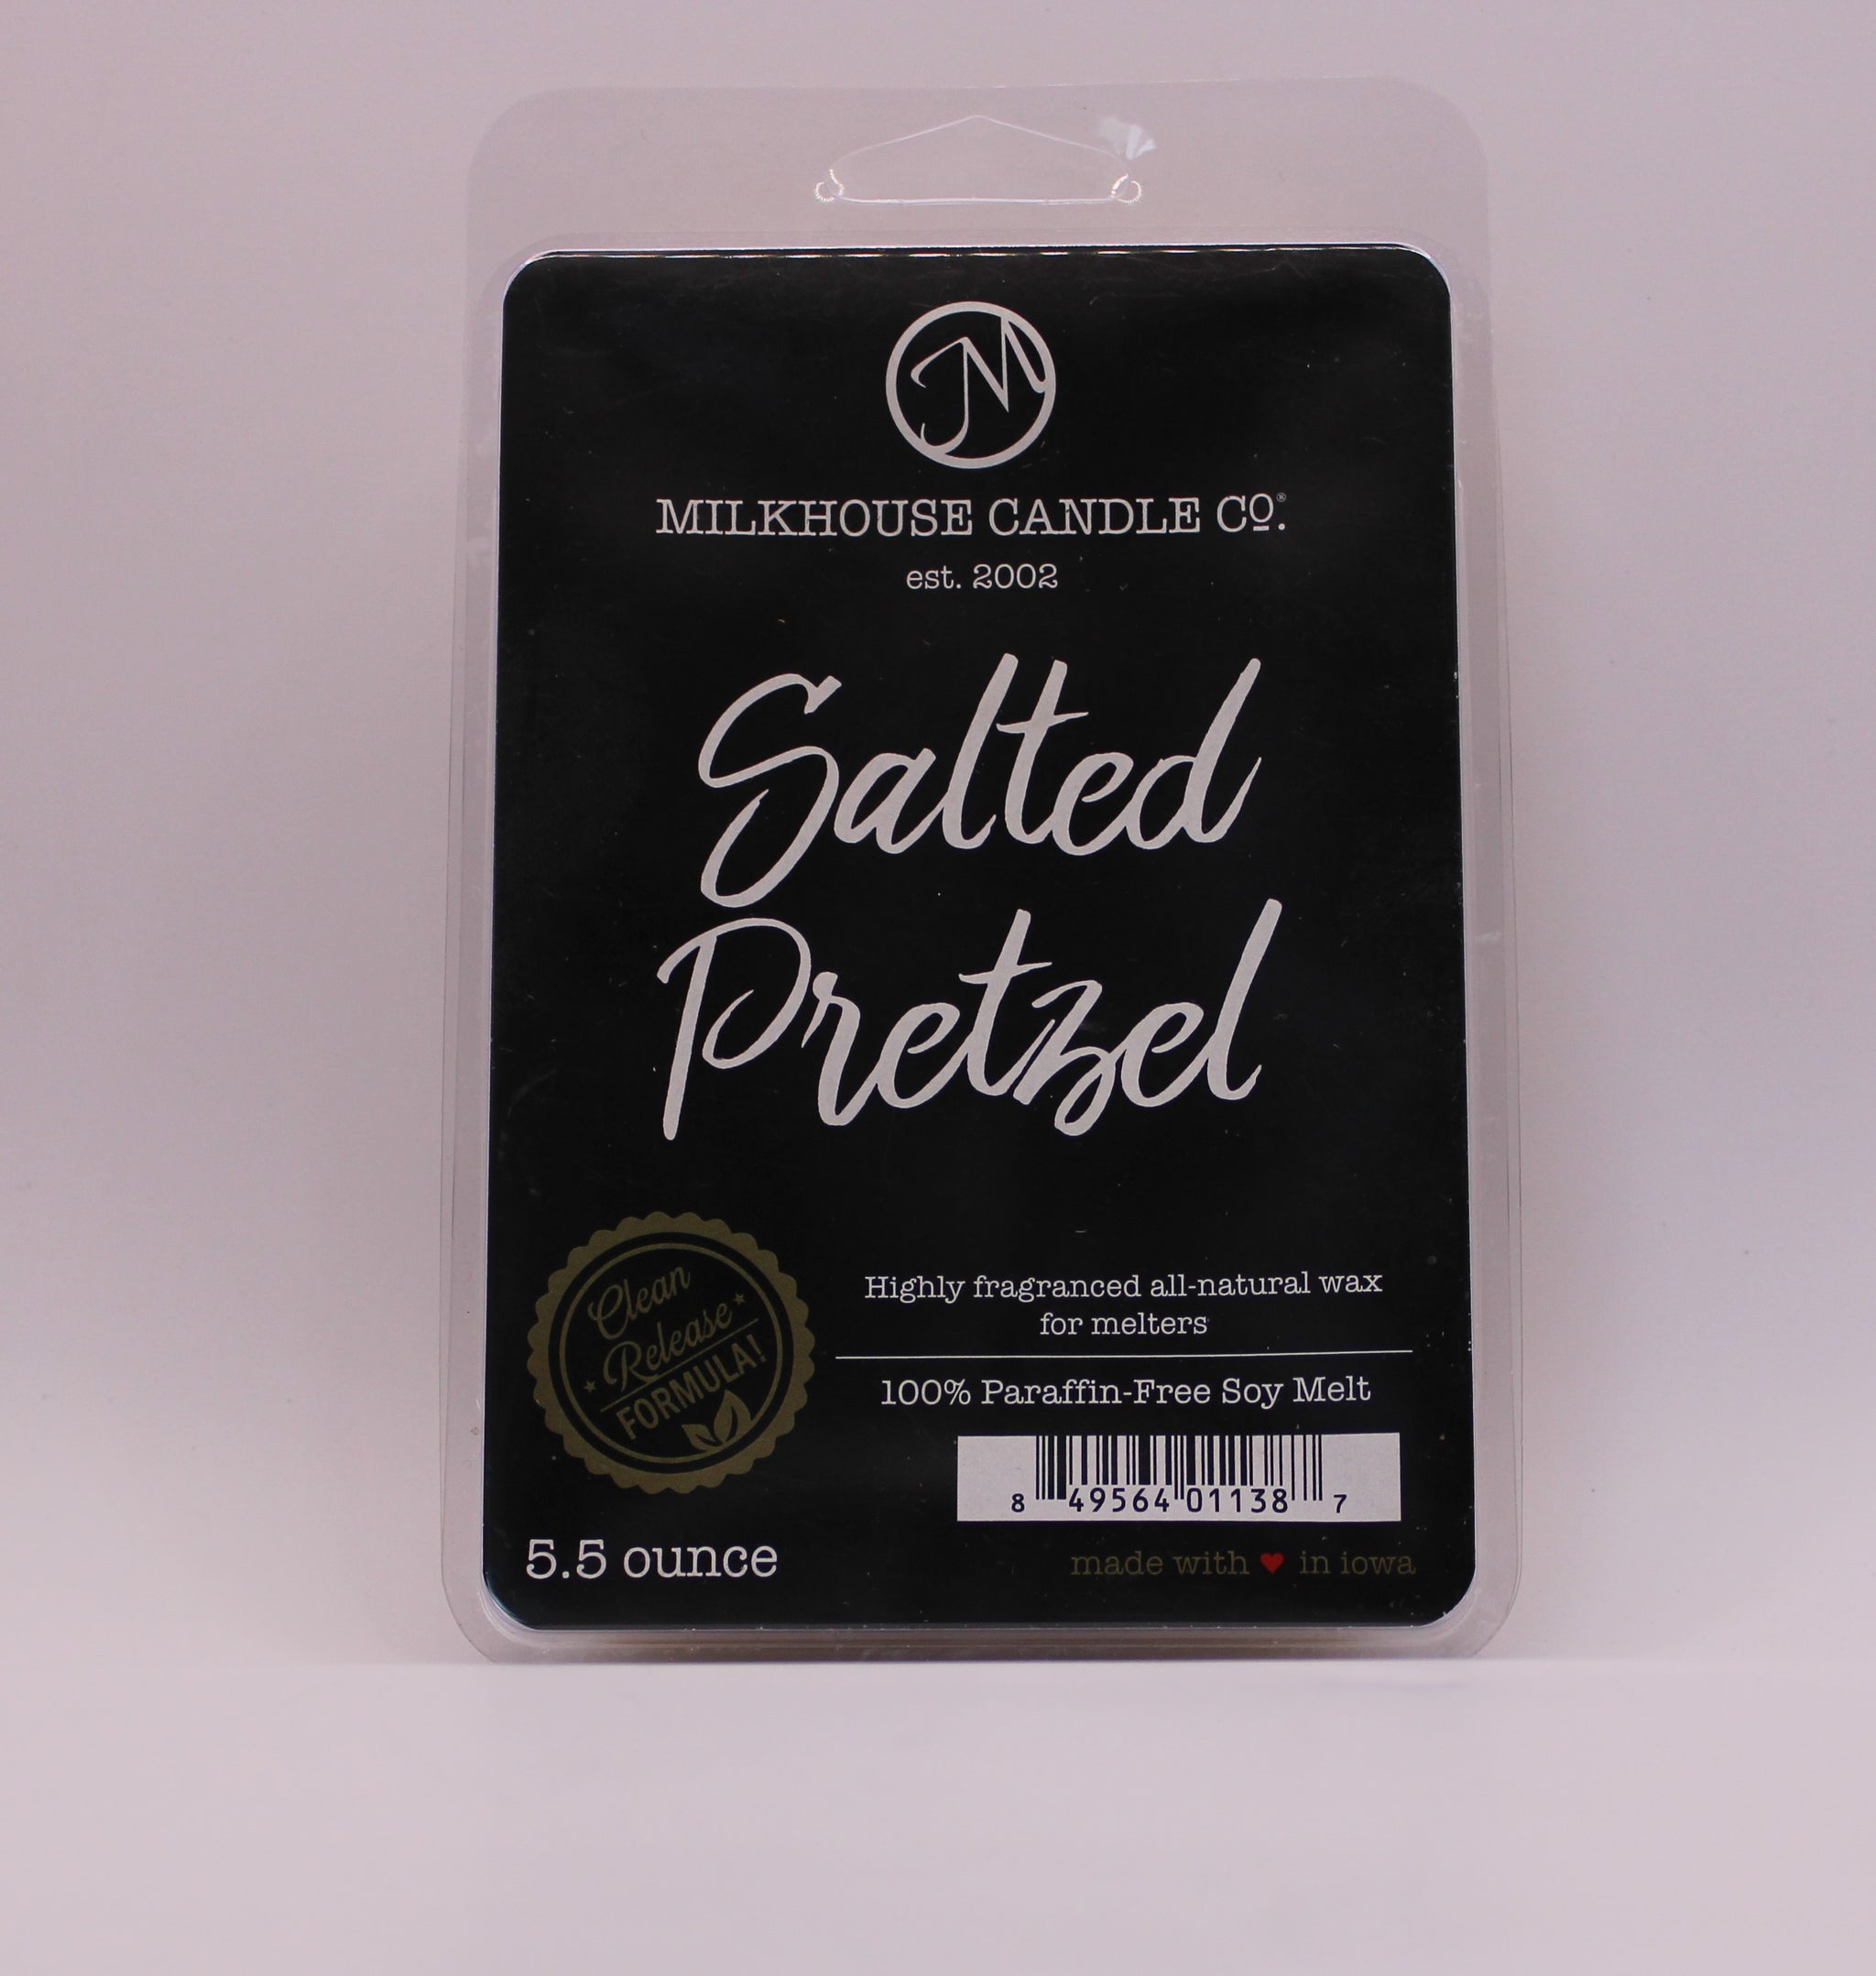 M
MILKHOUSE CANDLE Co.®
est. 2002
Salted
Pretzel
Clean
Release
FORMULA!
Highly fragranced all-natural wax
for melters
100% Paraffin-Free Soy Melt
8 49564 01138 7
5.5 ounce
made with ♥ in iowa